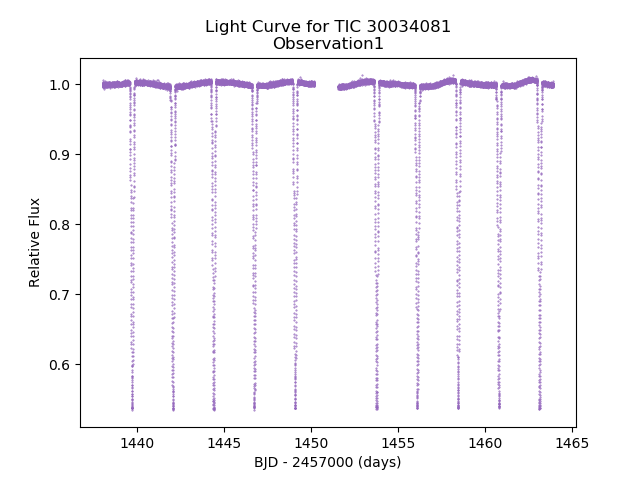 Light Curve for TIC 30034081
Observation1
1.0
0.9
0.8
0.7
0.6
Relative Flux
1440
1445
1450
1455
1460
1465
BJD - 2457000 (days)